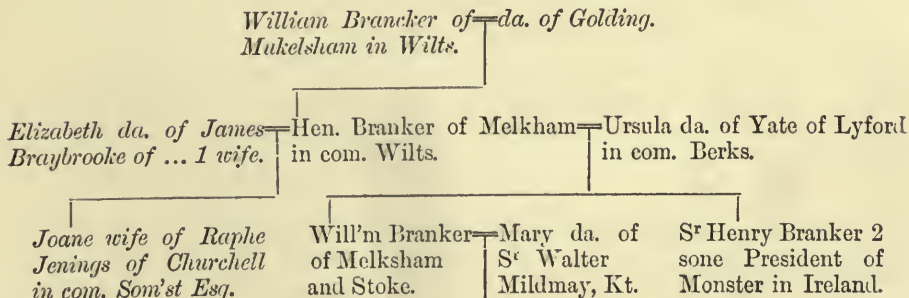 William Brancker of═da. of Golding.
Mukelsham in Wilts.
Elizabeth da. of James═Hen. Branker of Melkham═Ursula da. of Yate of Lyford
Braybrooke of ... 1 wife. in com. Wilts. in com. Berks.
Joane wife of Raphe Will'm Branker═Mary da. of Sʳ Henry Branker 2
Jenings of Churchell of Melksham Sʳ Walter sone President of
in com. Som'st Esq. and Stoke. Mildmay, Kt. Monster in Ireland.